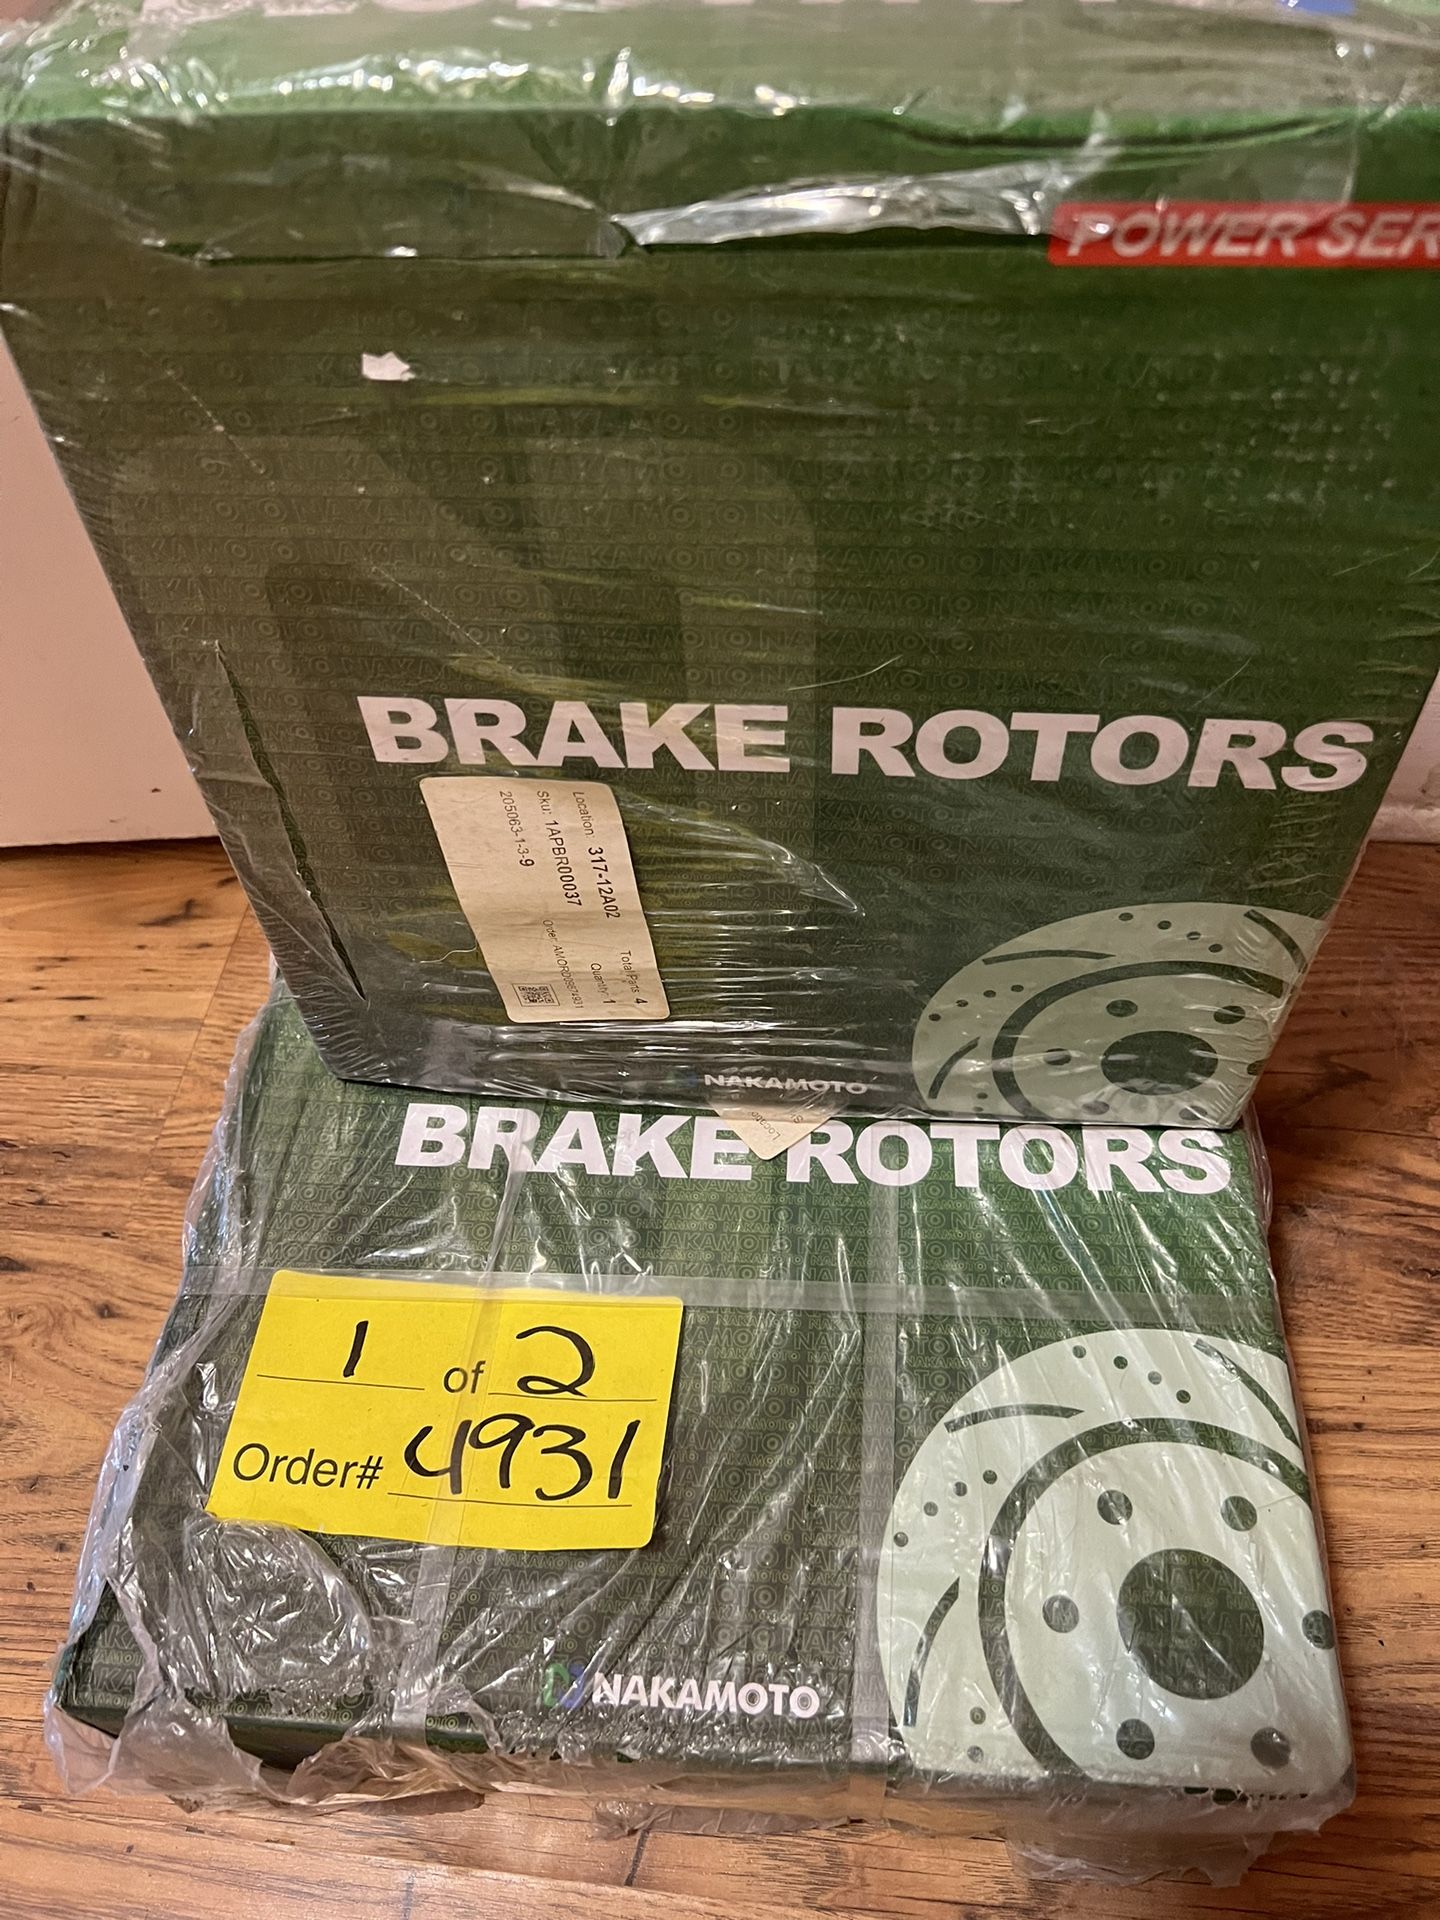 POWER SER
BRAKE ROTORS
Location: 317-12A02
Total Parts: 4
Sku: 1APBR00037
Quantity: 1
205063-1-3-9
NAKAMOTO
BRAKE ROTORS
1 of 2
Order# 4931
NAKAMOTO